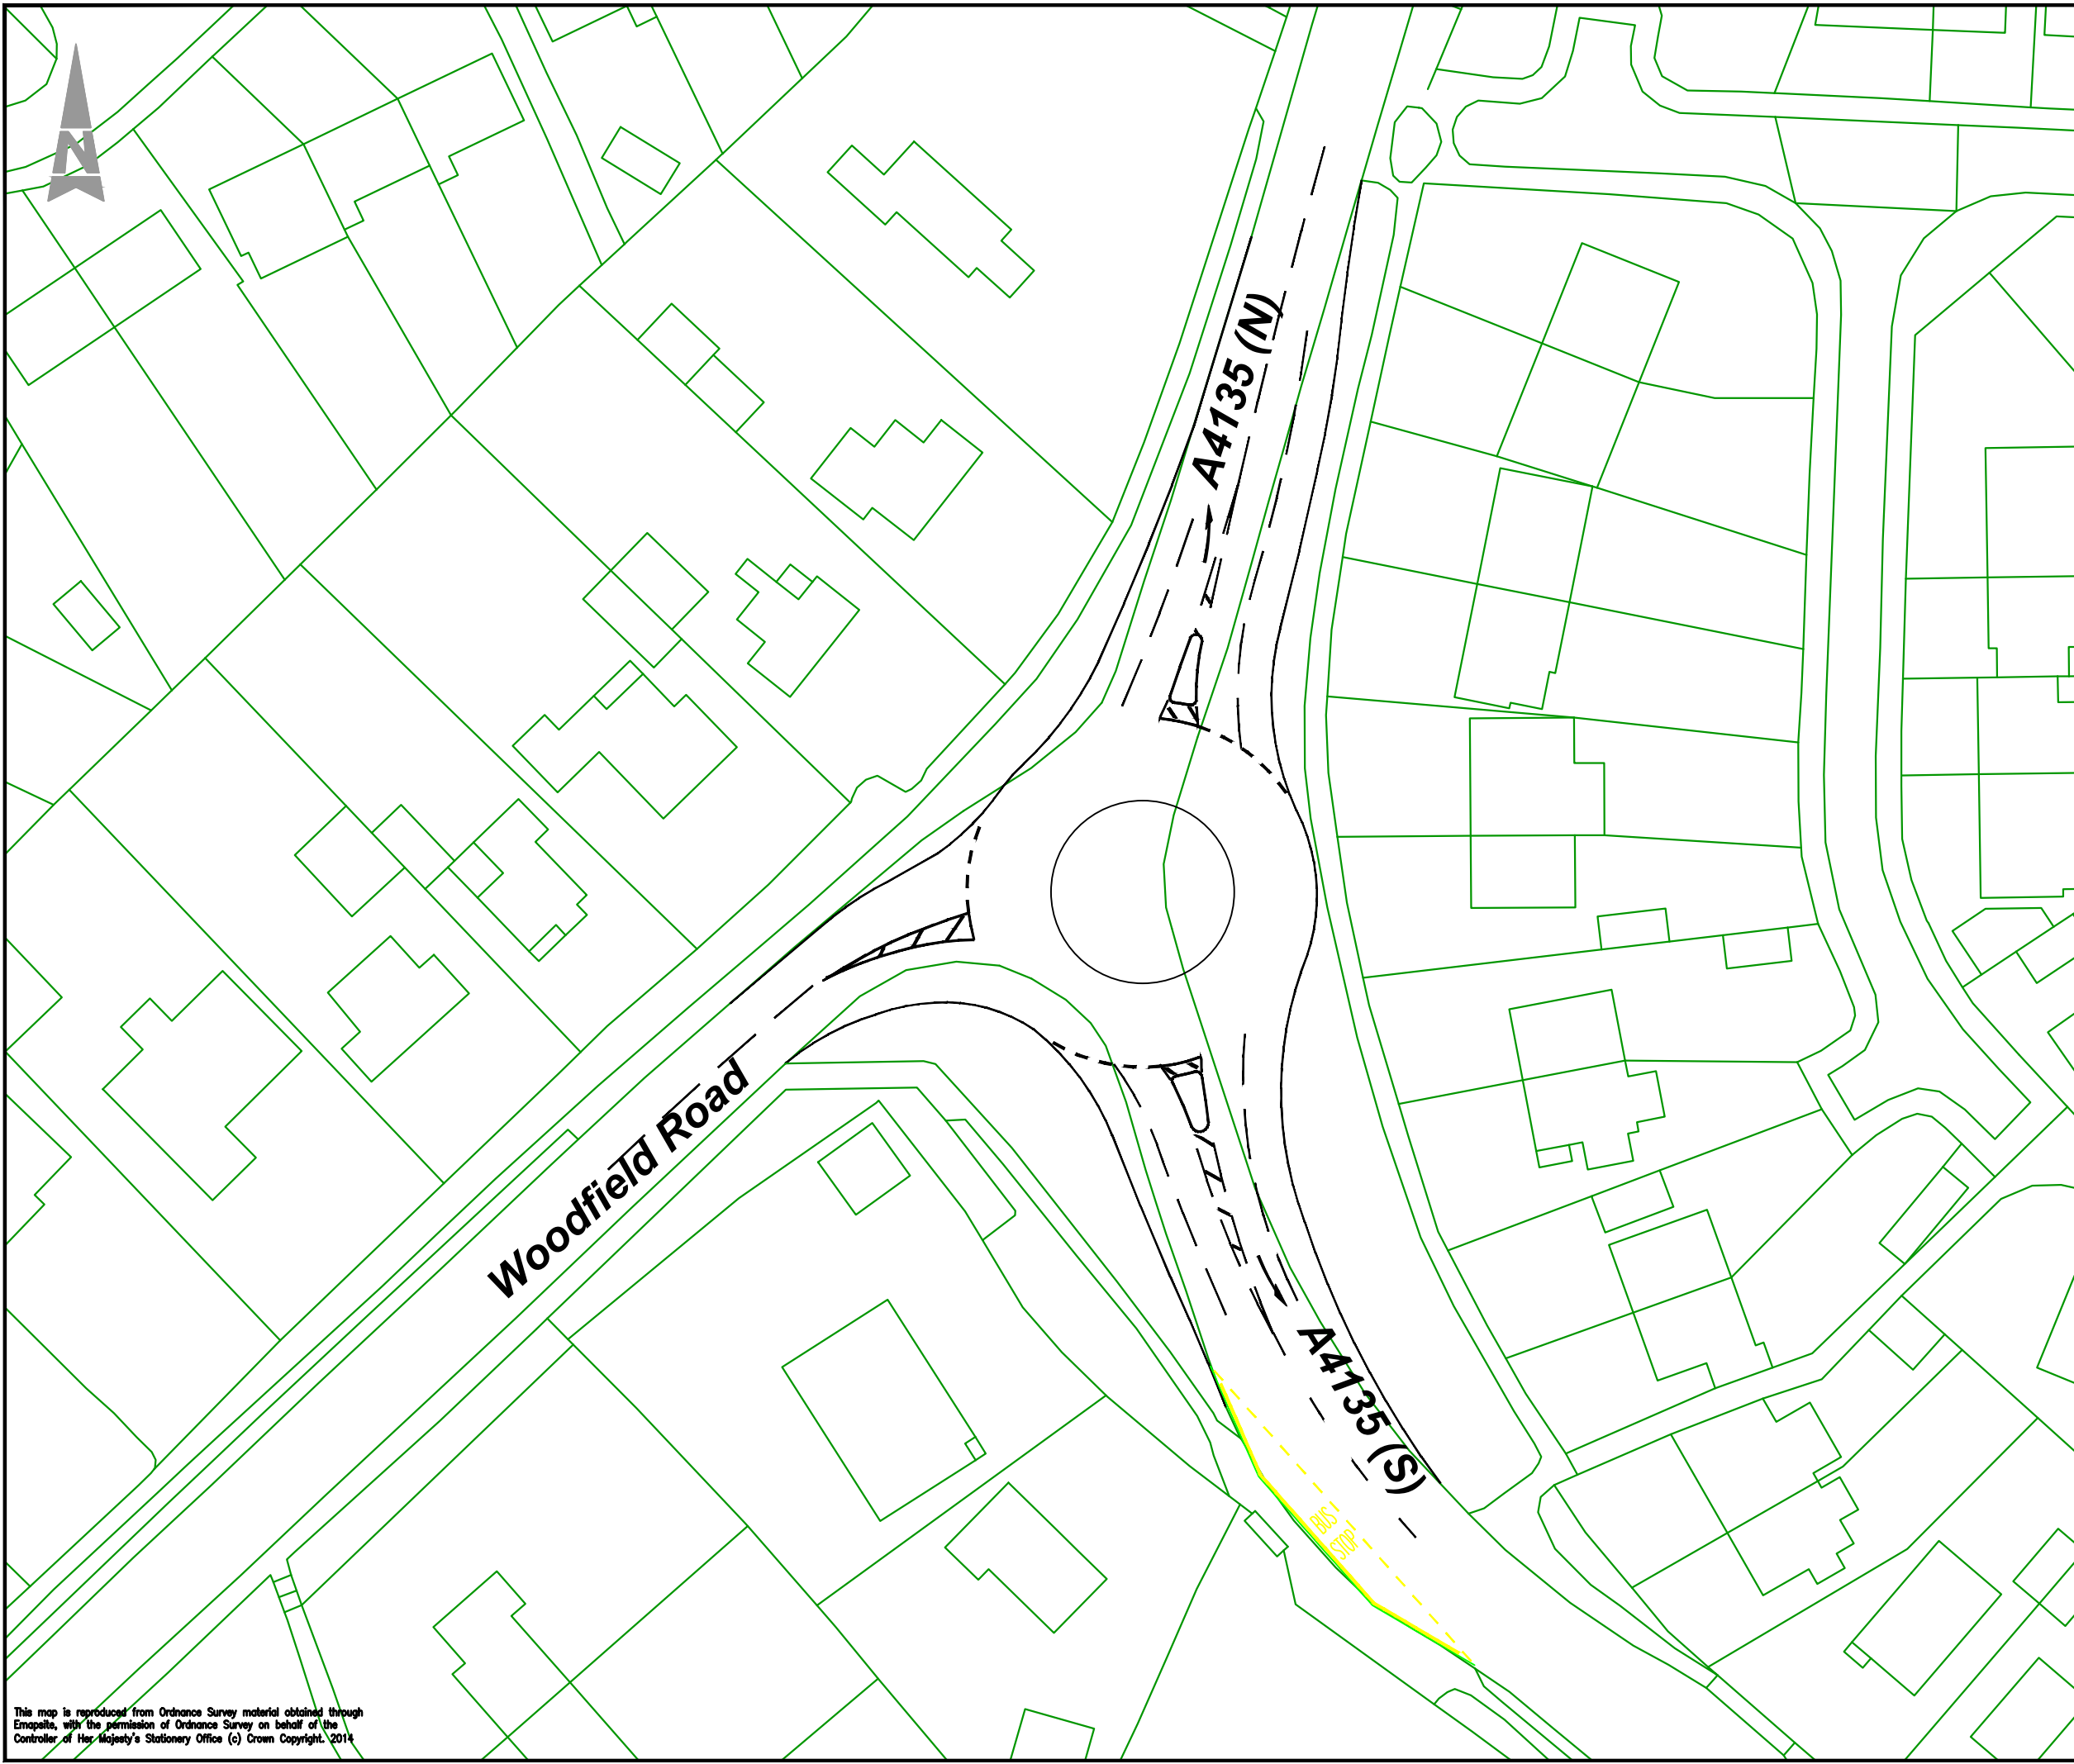 N
A4135 (N)
Woodfield Road
A4135 (S)
BUS
STOP
This map is reproduced from Ordnance Survey material obtained through
Emapsite, with the permission of Ordnance Survey on behalf of the
Controller of Her Majesty's Stationery Office (c) Crown Copyright. 2014